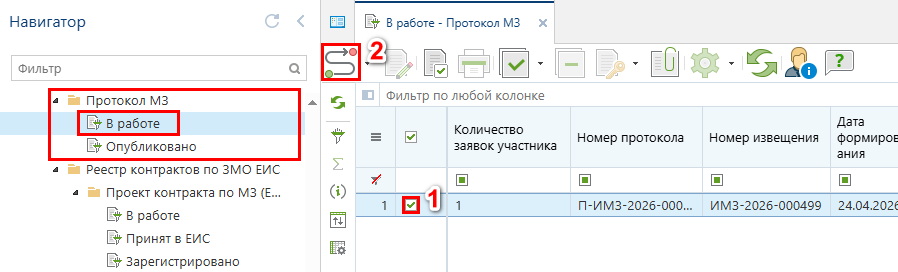 Навигатор
Фильтр
Протокол МЗ
В работе
Опубликовано
Реестр контрактов по ЗМО ЕИС
Проект контракта по МЗ (Е...
В работе
Принят в ЕИС
Зарегистрировано
В работе - Протокол МЗ
2
Фильтр по любой колонке
Количество
заявок участника
Номер протокола
Номер извещения
Дата
формиров
ания
1
1
1
П-ИМЗ-2026-000...
ИМЗ-2026-000499
24.04.2026